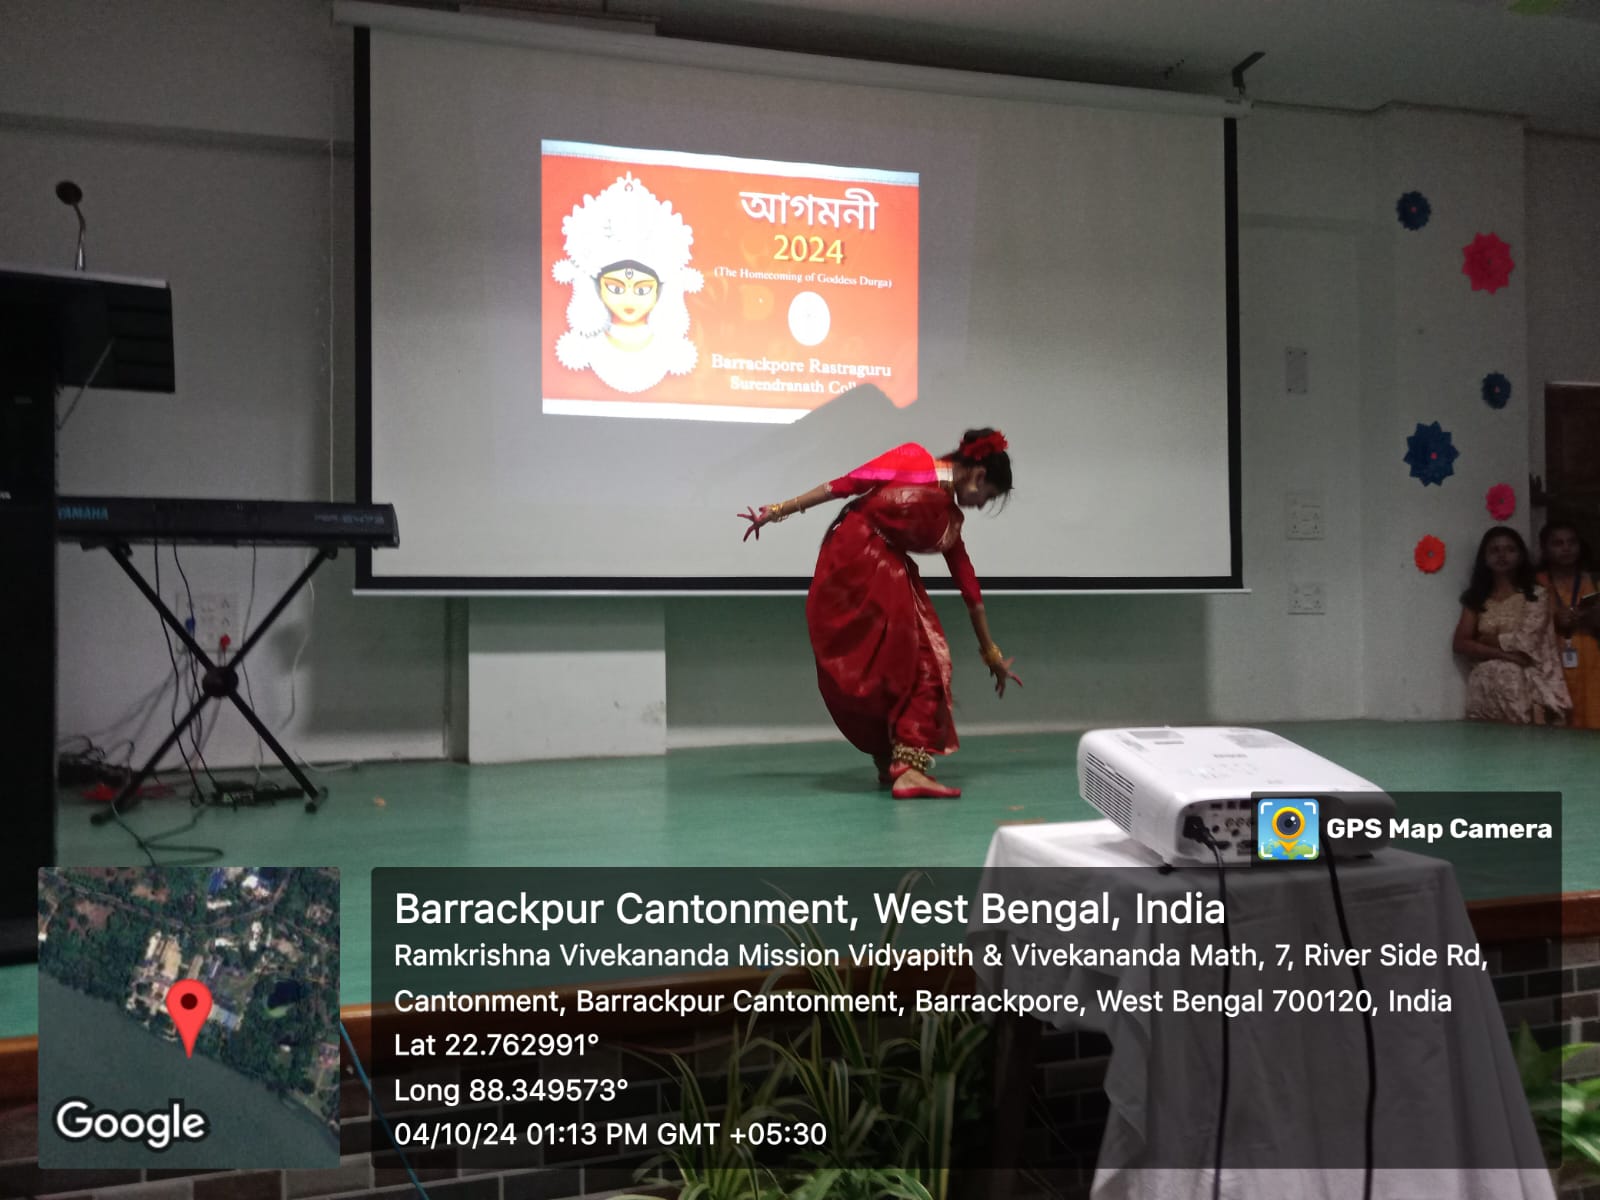 আগমনী
2024
(The Homecoming of Goddess Durga)
Barrackpore Rastraguru
Surendranath Coll
YAMAHA
GPS Map Camera
Barrackpur Cantonment, West Bengal, India
Ramkrishna Vivekananda Mission Vidyapith & Vivekananda Math, 7, River Side Rd,
Cantonment, Barrackpur Cantonment, Barrackpore, West Bengal 700120, India
Lat 22.762991°
Long 88.349573°
04/10/24 01:13 PM GMT +05:30
Google